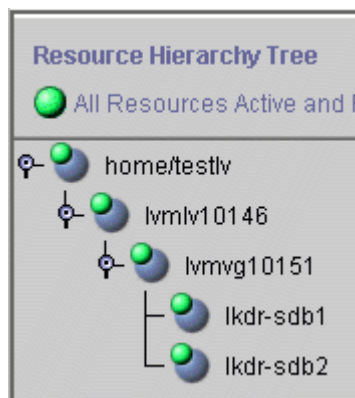 Resource Hierarchy Tree
All Resources Active and
home/testlv
lvmlv10146
lvmvg10151
lkdr-sdb1
lkdr-sdb2